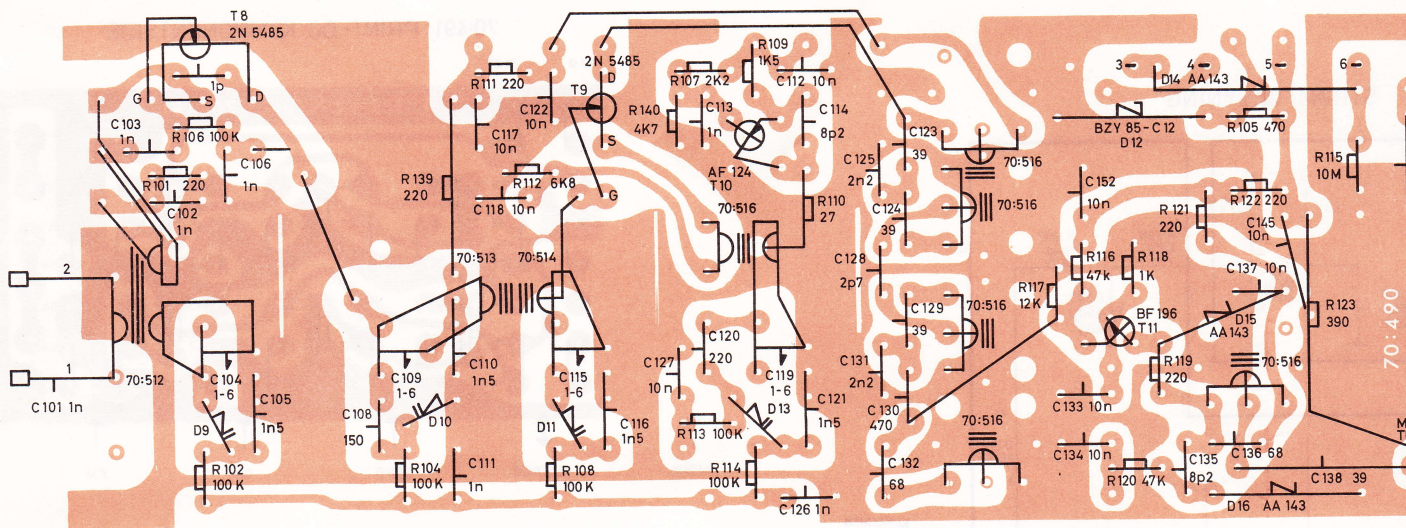 T8
2N 5485
1p
G
S
D
C103
1n
R106 100K
C106
R101 220
1n
C102
1n
2
1
C101 1n
70:512
C104
1-6
C105
1n5
D9
R102
100K
R111 220
C122
10n
C117
10n
R112 6K8
C118 10n
R139
220
2N 5485
T9
D
S
G
70:513
70:514
C109
1-6
C110
1n5
C108
150
D10
R104
100K
C111
1n
C115
1-6
D11
C116
1n5
R108
100K
R107 2K2
R109
1K5
C112 10n
R140
4K7
C113
1n
C114
8p2
AF 124
T10
70:516
R110
27
C120
220
C127
10n
C119
1-6
C121
1n5
D13
R113 100K
R114
100K
C126 1n
C123
39
C125
2n2
C124
39
70:516
70:516
C128
2p7
C129
39
70:516
C131
2n2
C130
470
70:516
C132
68
3
4
5
6
D14 AA143
BZY 85-C12
D12
R105 470
R115
10M
C152
10n
R122 220
R121
220
C145
10n
R116
47k
R118
1K
R117
12K
C137 10n
BF 196
T11
D15
AA143
R123
390
R119
220
70:516
C133 10n
C134 10n
C136 68
R120 47K
C135
8p2
C138 39
D16 AA 143
M
T
70:490